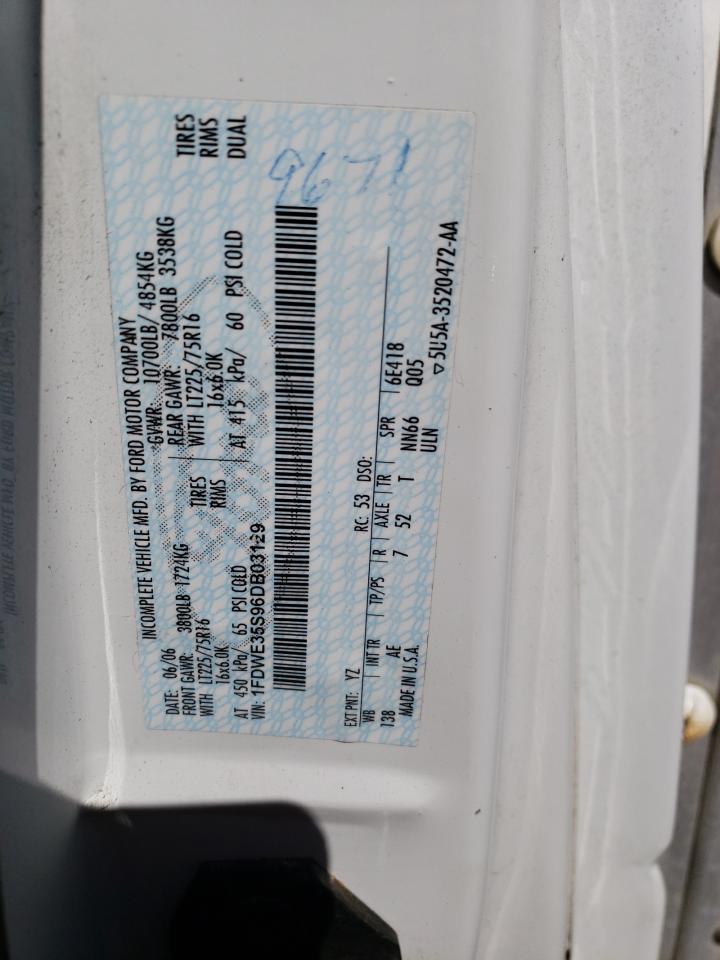 INCOMPLETE VEHICLE MFD. BY FORD MOTOR COMPANY
DATE: 06/06 GVWR: 10700LB/ 4854KG
FRONT GAWR: 3800LB 1724KG REAR GAWR: 7800LB 3538KG
WITH LT225/75R16 TIRES WITH LT225/75R16 TIRES
16x6.0K RIMS 16x6.0K RIMS
AT 450 kPa/ 65 PSI COLD AT 415 kPa/ 60 PSI COLD DUAL
VIN: 1FDWE35S96DB03129
9671
EXT PNT: YZ RC: 53 DSO:
WB INT TR TP/PS R AXLE TR SPR
138 AE 7 52 T NN66 6E418
ULN Q05
MADE IN U.S.A. ▽5U5A-3520472-AA